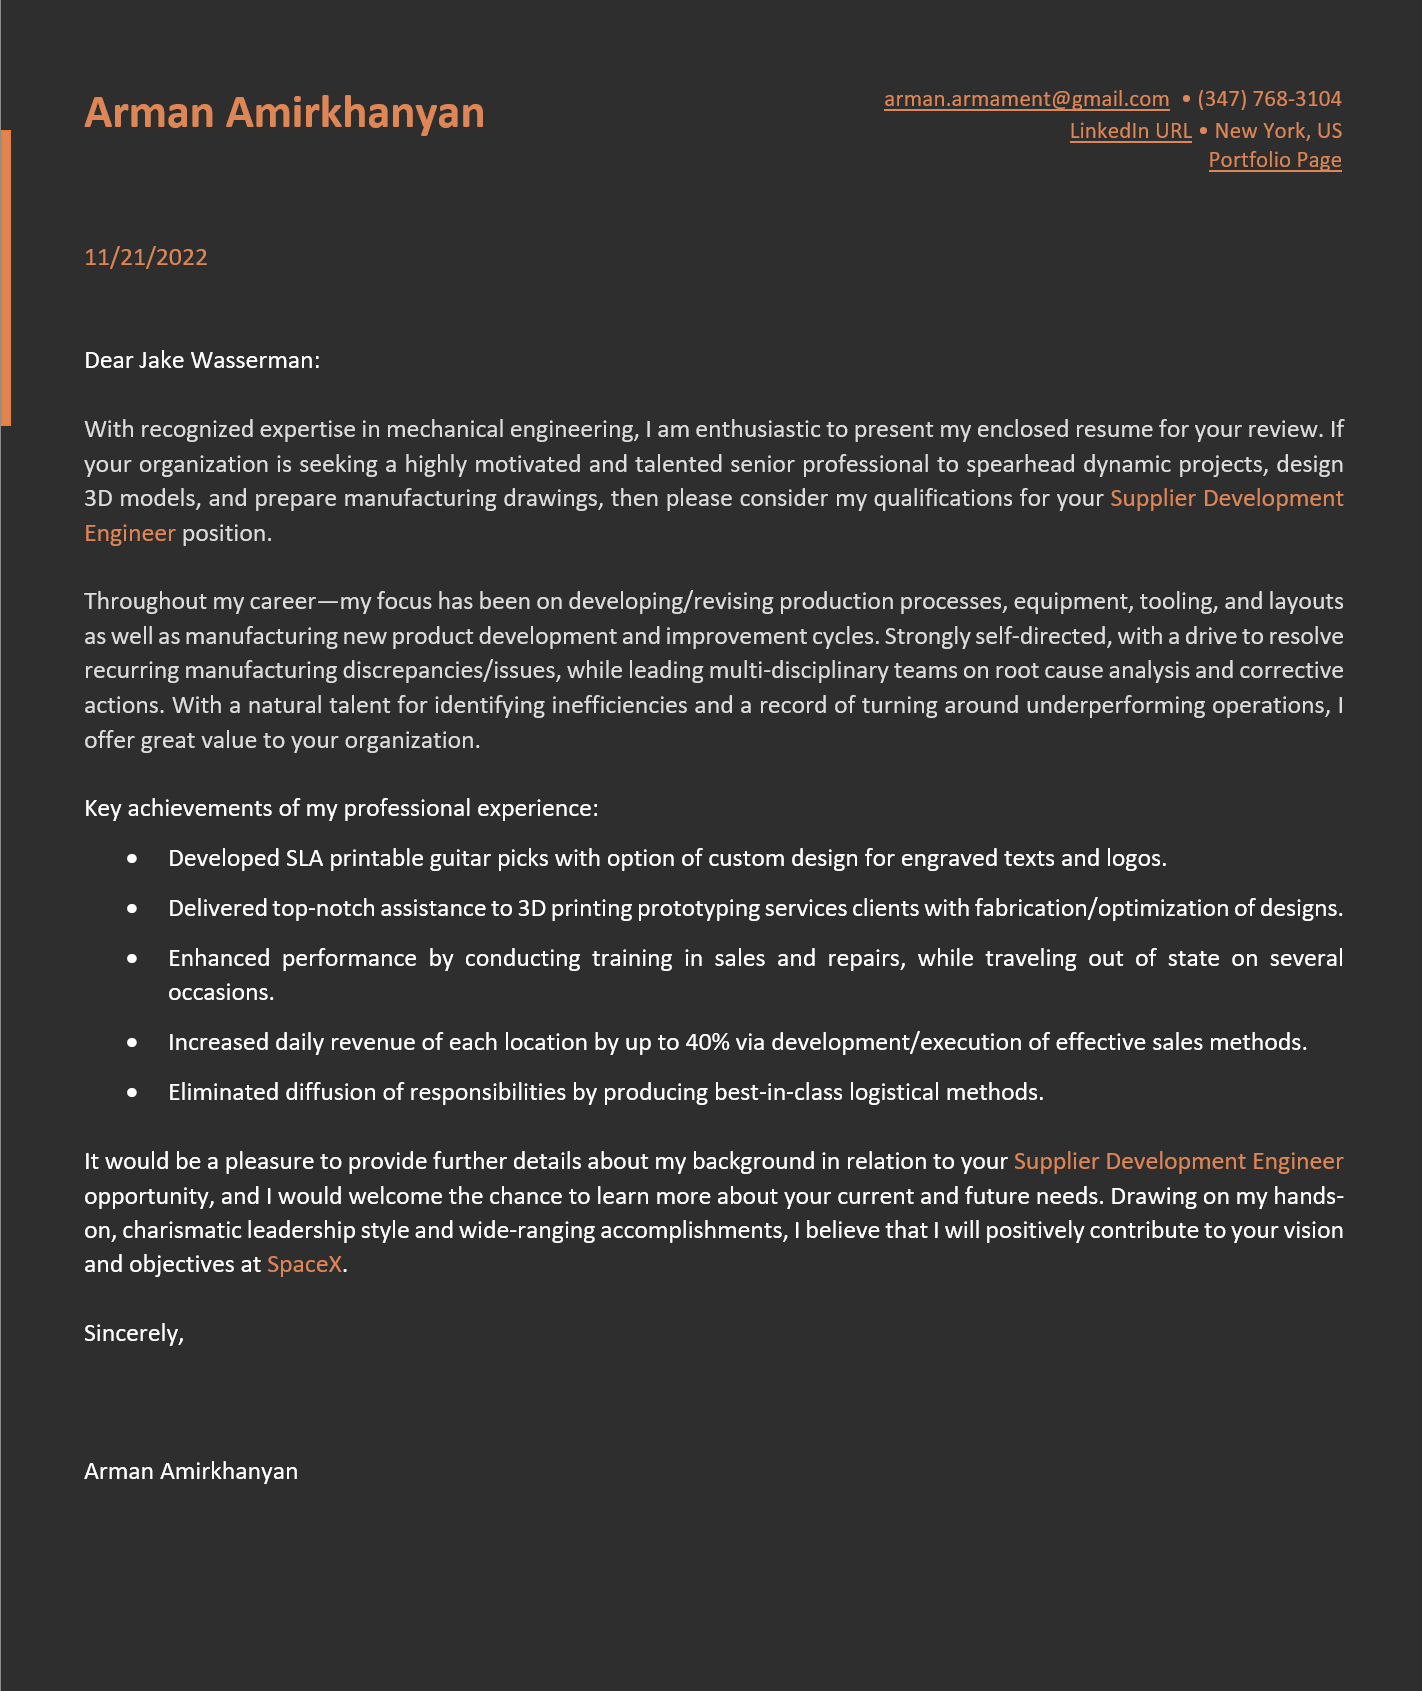 Arman Amirkhanyan
arman.armament@gmail.com • (347) 768-3104
LinkedIn URL • New York, US
Portfolio Page
11/21/2022
Dear Jake Wasserman:
With recognized expertise in mechanical engineering, I am enthusiastic to present my enclosed resume for your review. If
your organization is seeking a highly motivated and talented senior professional to spearhead dynamic projects, design
3D models, and prepare manufacturing drawings, then please consider my qualifications for your Supplier Development
Engineer position.
Throughout my career—my focus has been on developing/revising production processes, equipment, tooling, and layouts
as well as manufacturing new product development and improvement cycles. Strongly self-directed, with a drive to resolve
recurring manufacturing discrepancies/issues, while leading multi-disciplinary teams on root cause analysis and corrective
actions. With a natural talent for identifying inefficiencies and a record of turning around underperforming operations, I
offer great value to your organization.
Key achievements of my professional experience:
• Developed SLA printable guitar picks with option of custom design for engraved texts and logos.
• Delivered top-notch assistance to 3D printing prototyping services clients with fabrication/optimization of designs.
• Enhanced performance by conducting training in sales and repairs, while traveling out of state on several
occasions.
• Increased daily revenue of each location by up to 40% via development/execution of effective sales methods.
• Eliminated diffusion of responsibilities by producing best-in-class logistical methods.
It would be a pleasure to provide further details about my background in relation to your Supplier Development Engineer
opportunity, and I would welcome the chance to learn more about your current and future needs. Drawing on my hands-
on, charismatic leadership style and wide-ranging accomplishments, I believe that I will positively contribute to your vision
and objectives at SpaceX.
Sincerely,
Arman Amirkhanyan